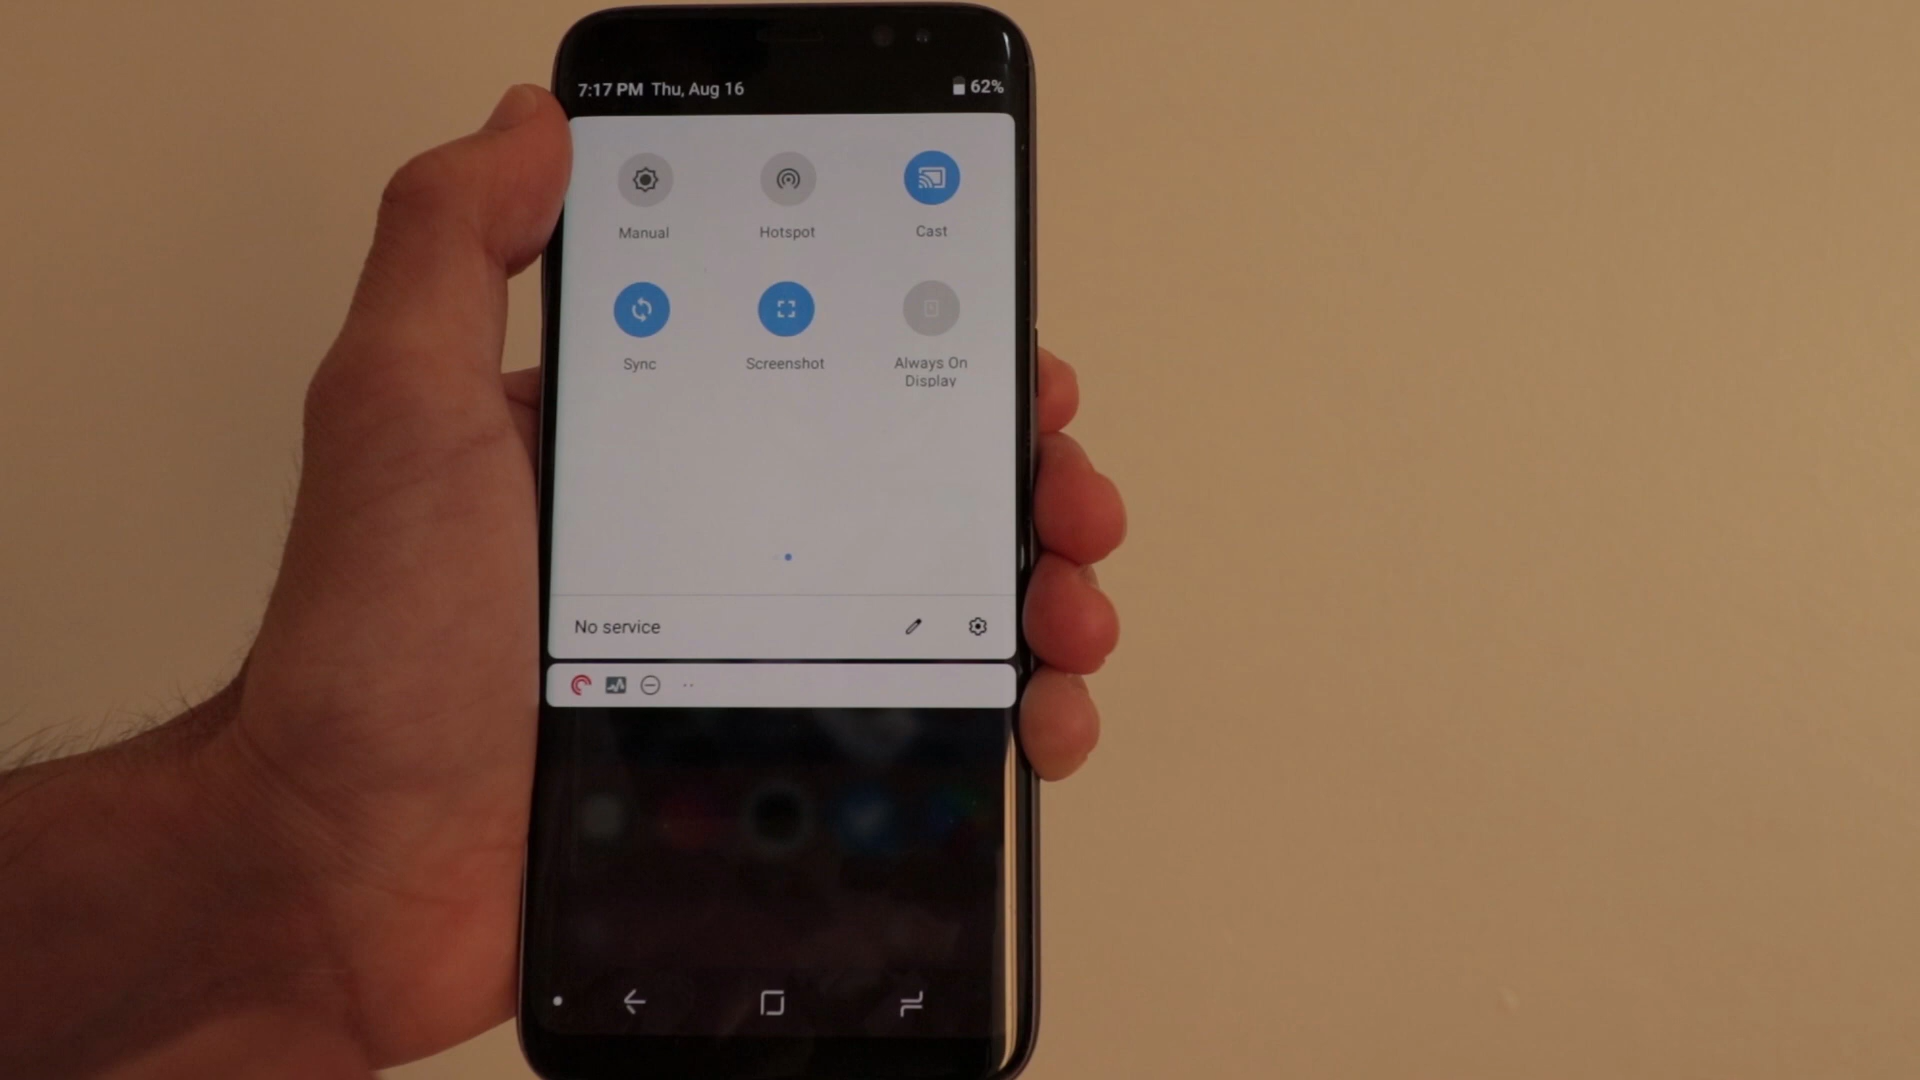 7:17 PM Thu, Aug 16 62%
Manual Hotspot Cast
Sync Screenshot Always On
Display
No service